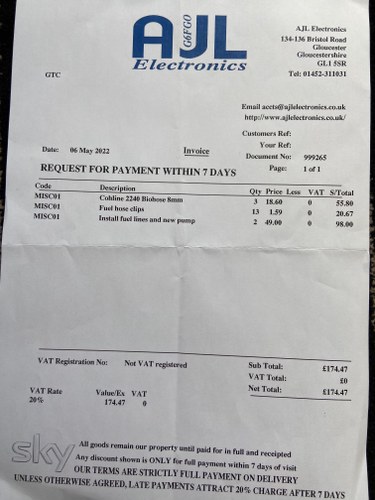 AJL
G6FGO
Electronics
AJL Electronics
134-136 Bristol Road
Gloucester
Gloucestershire
GL1 5SR
Tel: 01452-311031
GTC
Email accts@ajlelectronics.co.uk
http://www.ajlelectronics.co.uk/
Customers Ref:
Your Ref:
Date: 06 May 2022 Invoice Document No: 999265
Page: 1 of 1
REQUEST FOR PAYMENT WITHIN 7 DAYS
Code Description Qty Price Less VAT S/Total
MISC01 Cohline 2240 Biohose 8mm 3 18.60 0 55.80
MISC01 Fuel hose clips 13 1.59 0 20.67
MISC01 Install fuel lines and new pump 2 49.00 0 98.00
VAT Registration No: Not VAT registered Sub Total: £174.47
VAT Total: £0
Net Total: £174.47
VAT Rate Value/Ex VAT
20% 174.47 0
sky
All goods remain our property until paid for in full and receipted
Any discount shown is ONLY for full payment within 7 days of visit
OUR TERMS ARE STRICTLY FULL PAYMENT ON DELIVERY
UNLESS OTHERWISE AGREED, LATE PAYMENTS ATTRACT 20% CHARGE AFTER 7 DAYS